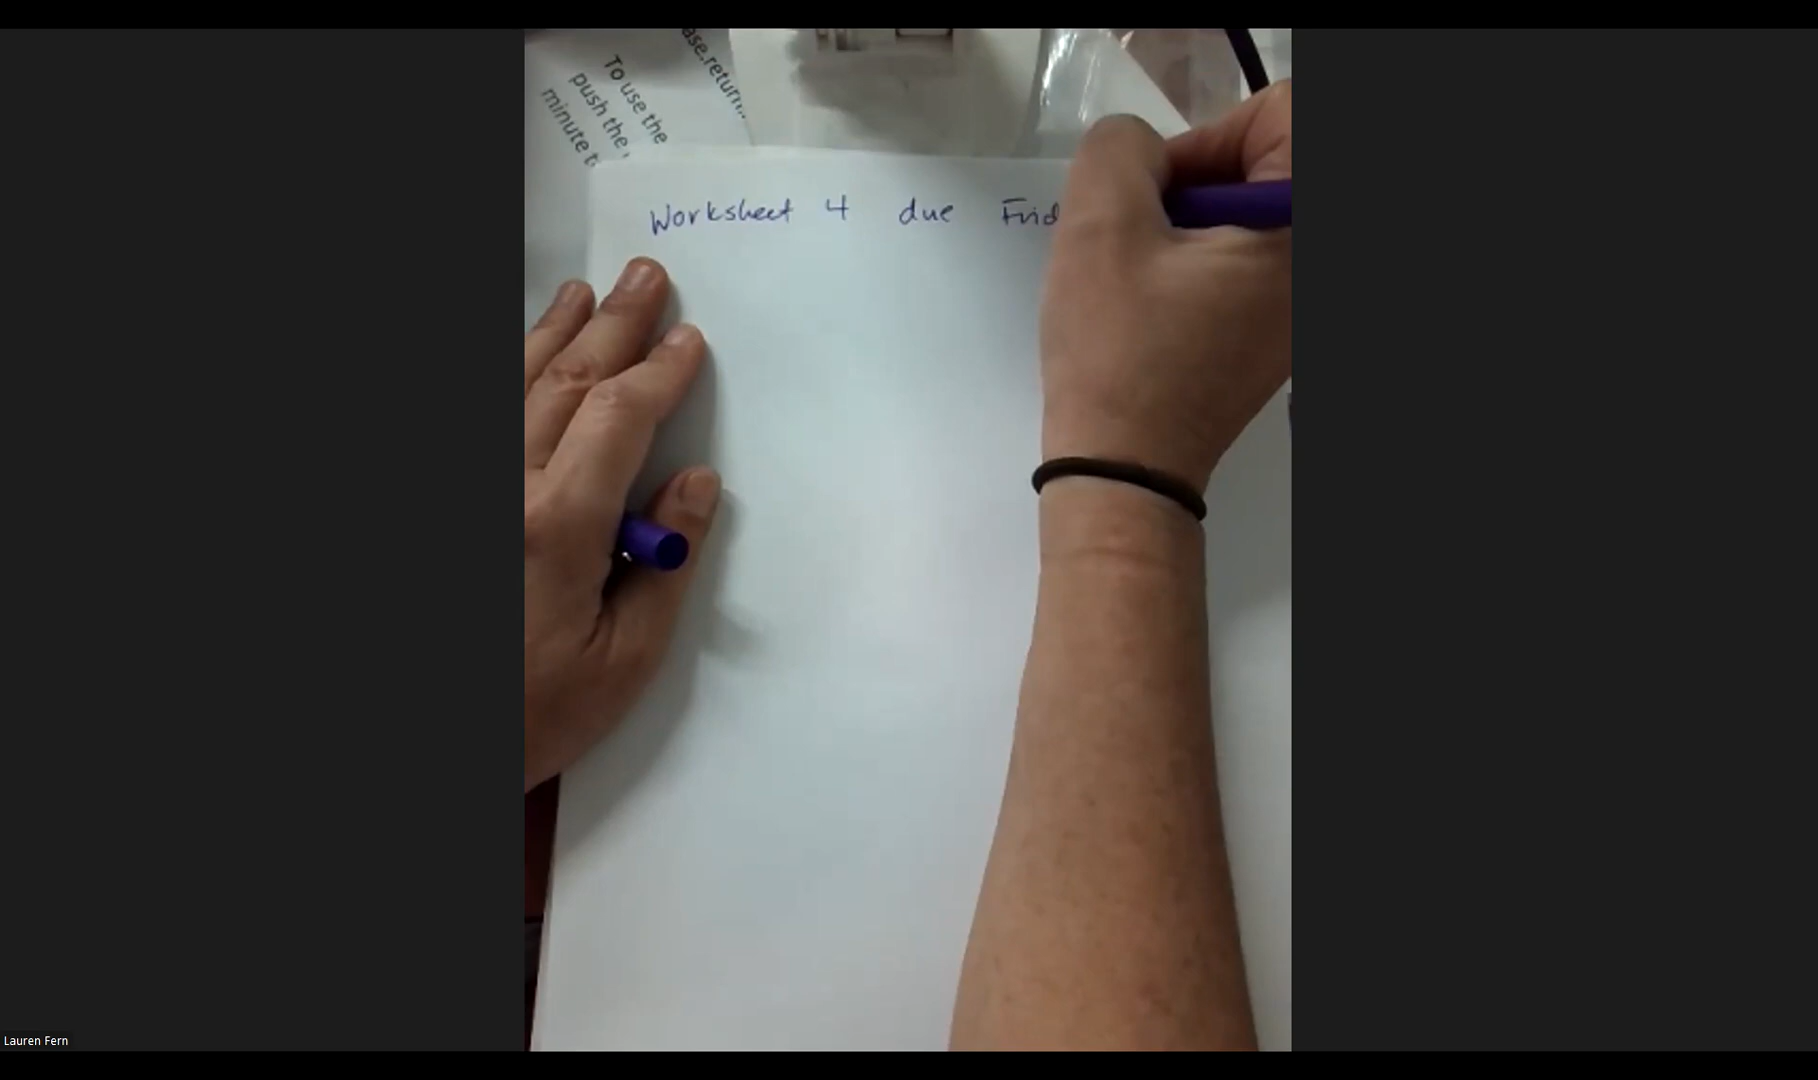 ase.return...
To use the
push the
minute t
Worksheet 4 due Frid
Lauren Fern